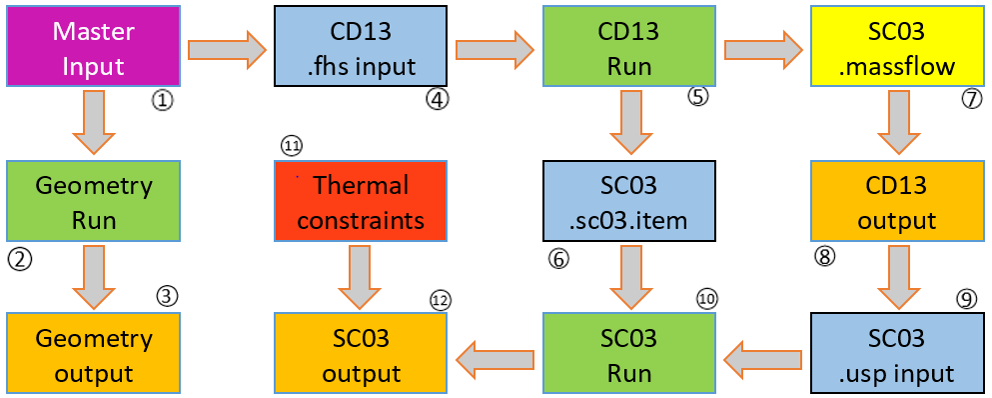 Master
Input
①
CD13
.fhs input
④
CD13
Run
⑤
SC03
.massflow
⑦
Geometry
Run
②
⑪
Thermal
constraints
SC03
.sc03.item
⑥
CD13
output
⑧
③
Geometry
output
⑫
SC03
output
⑩
SC03
Run
⑨
SC03
.usp input